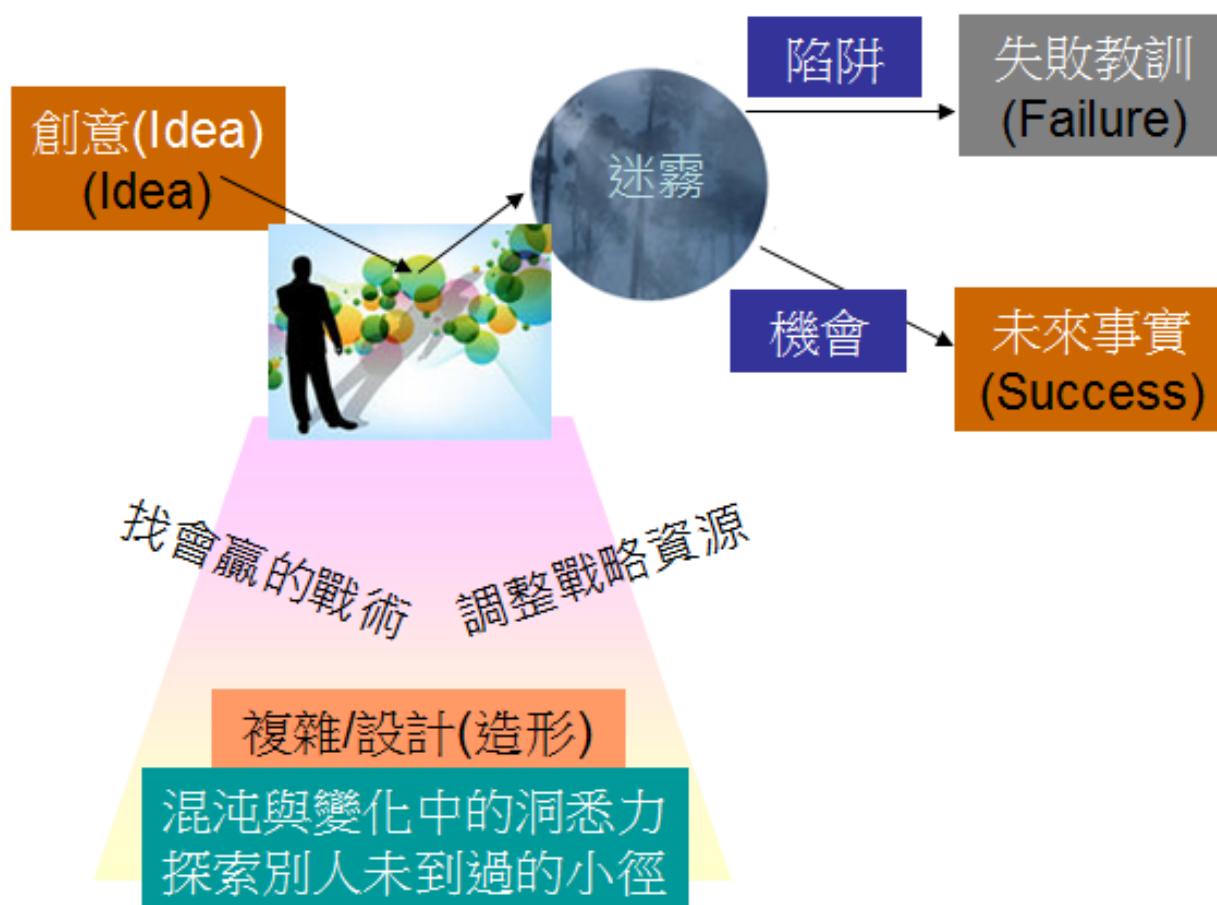 創意(Idea)
(Idea)
迷霧
陷阱
失敗教訓
(Failure)
機會
未來事實
(Success)
找會贏的戰術
調整戰略資源
複雜/設計(造形)
混沌與變化中的洞悉力
探索別人未到過的小徑